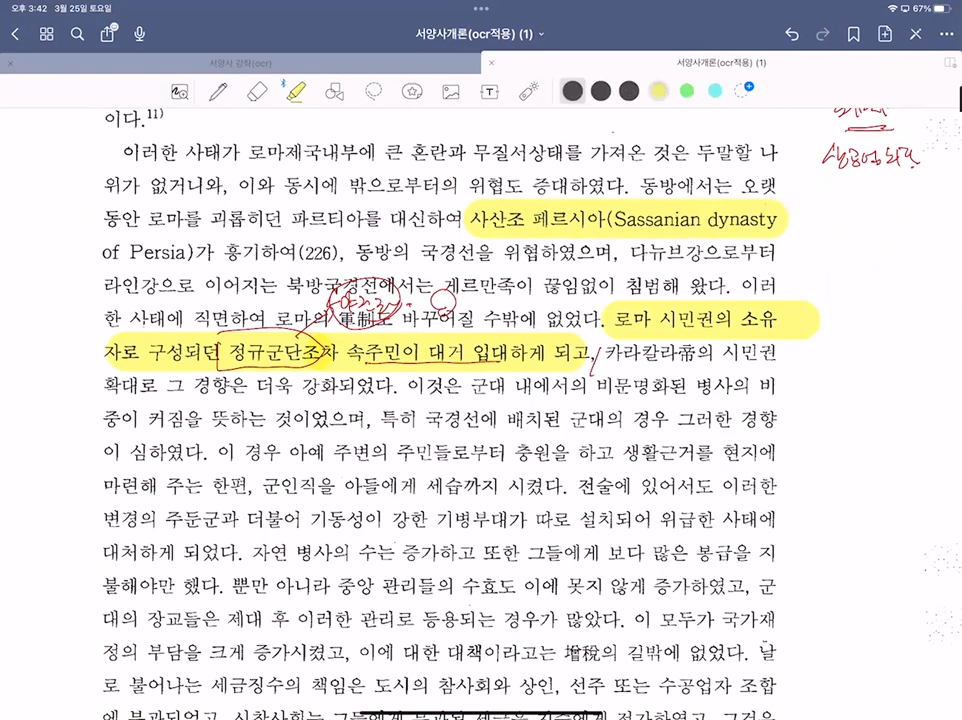 오후 3:42 3월 25일 토요일
67%
서양사개론(ocr적용) (1)
서양사 강좌(ocr)
서양사개론(ocr적용) (1)
이다.11)
이러한 사태가 로마제국내부에 큰 혼란과 무질서상태를 가져온 것은 두말할 나
위가 없거니와, 이와 동시에 밖으로부터의 위협도 증대하였다. 동방에서는 오랫
동안 로마를 괴롭히던 파르티아를 대신하여 사산조 페르시아(Sassanian dynasty
of Persia)가 흥기하여(226), 동방의 국경선을 위협하였으며, 다뉴브강으로부터
라인강으로 이어지는 북방국경선에서는 게르만족이 끊임없이 침범해 왔다. 이러
한 사태에 직면하여 로마의 軍制도 바꾸어질 수밖에 없었다. 로마 시민권의 소유
자로 구성되던 정규군단조차 속주민이 대거 입대하게 되고, 카라칼라帝의 시민권
확대로 그 경향은 더욱 강화되었다. 이것은 군대 내에서의 비문명화된 병사의 비
중이 커짐을 뜻하는 것이었으며, 특히 국경선에 배치된 군대의 경우 그러한 경향
이 심하였다. 이 경우 아예 주변의 주민들로부터 충원을 하고 생활근거를 현지에
마련해 주는 한편, 군인직을 아들에게 세습까지 시켰다. 전술에 있어서도 이러한
변경의 주둔군과 더불어 기동성이 강한 기병부대가 따로 설치되어 위급한 사태에
대처하게 되었다. 자연 병사의 수는 증가하고 또한 그들에게 보다 많은 봉급을 지
불해야만 했다. 뿐만 아니라 중앙 관리들의 수효도 이에 못지 않게 증가하였고, 군
대의 장교들은 제대 후 이러한 관리로 등용되는 경우가 많았다. 이 모두가 국가재
정의 부담을 크게 증가시켰고, 이에 대한 대책이라고는 增稅의 길밖에 없었다. 날
로 불어나는 세금징수의 책임은 도시의 참사회와 상인, 선주 또는 수공업자 조합